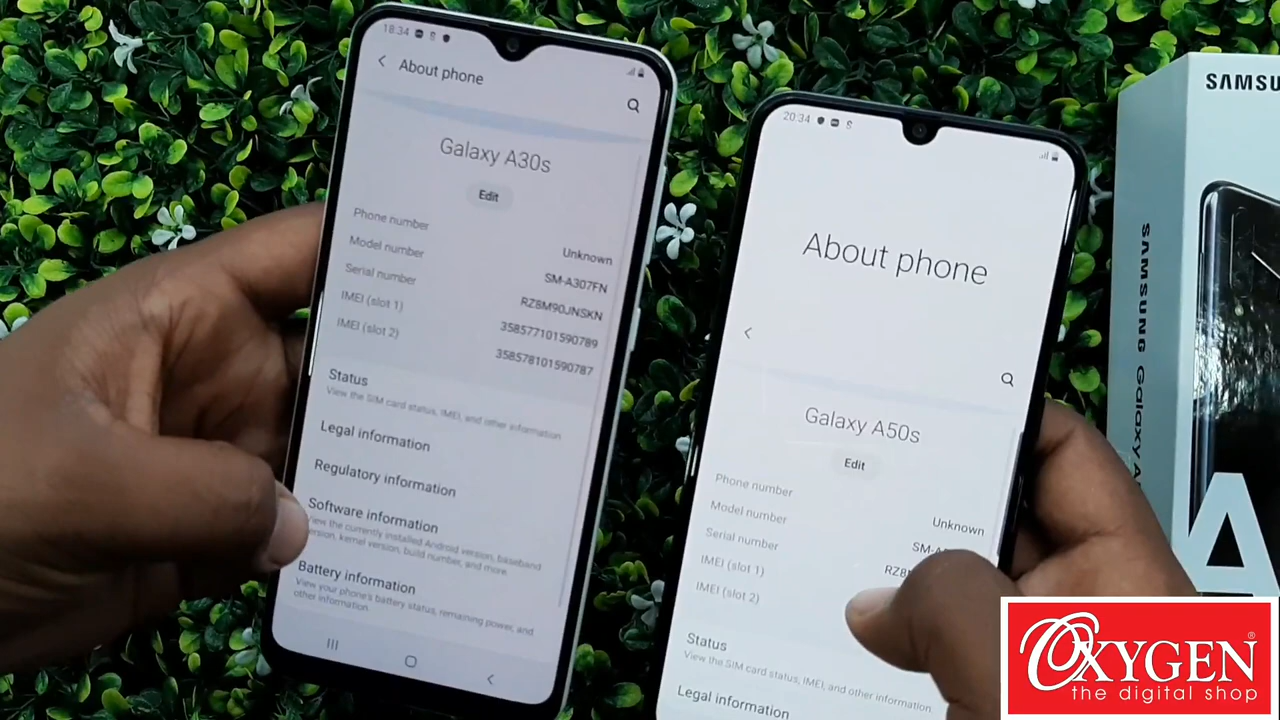 18:34
About phone
Galaxy A30s
Edit
Phone number
Unknown
Model number
SM-A307FN
Serial number
RZ8M90JNSKN
IMEI (slot 1)
358577101590789
IMEI (slot 2)
358578101590787
Status
View the SIM card status, IMEI, and other information
Legal information
Regulatory information
Software information
View the currently installed Android version, baseband
version, kernel version, build number, and more.
Battery information
View your phone's battery status, remaining power, and
other information.
20:34
About phone
Galaxy A50s
Edit
Phone number
Unknown
Model number
SM-A
Serial number
RZ8
IMEI (slot 1)
IMEI (slot 2)
Status
View the SIM card status, IMEI, and other information.
Legal information
SAMSU
SAMSUNG Galaxy A
A
OXYGEN®
the digital shop